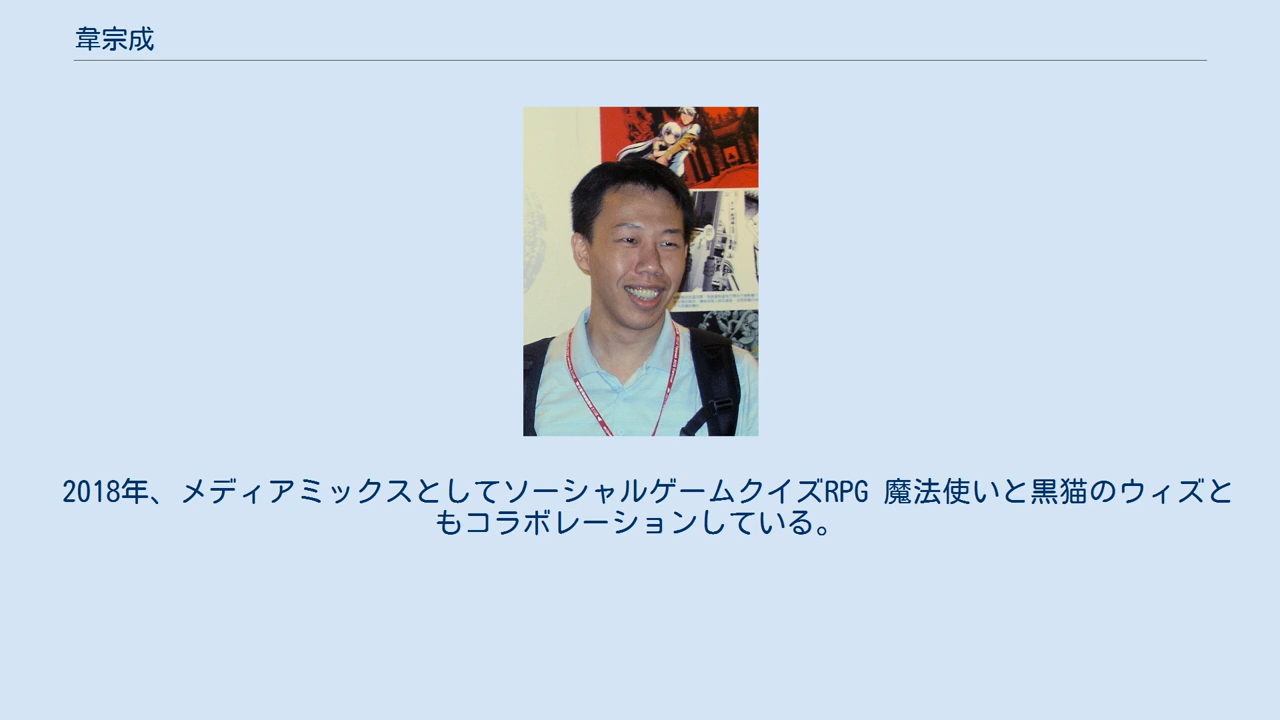 韋宗成
2018年、メディアミックスとしてソーシャルゲームクイズRPG 魔法使いと黒猫のウィズと
もコラボレーションしている。